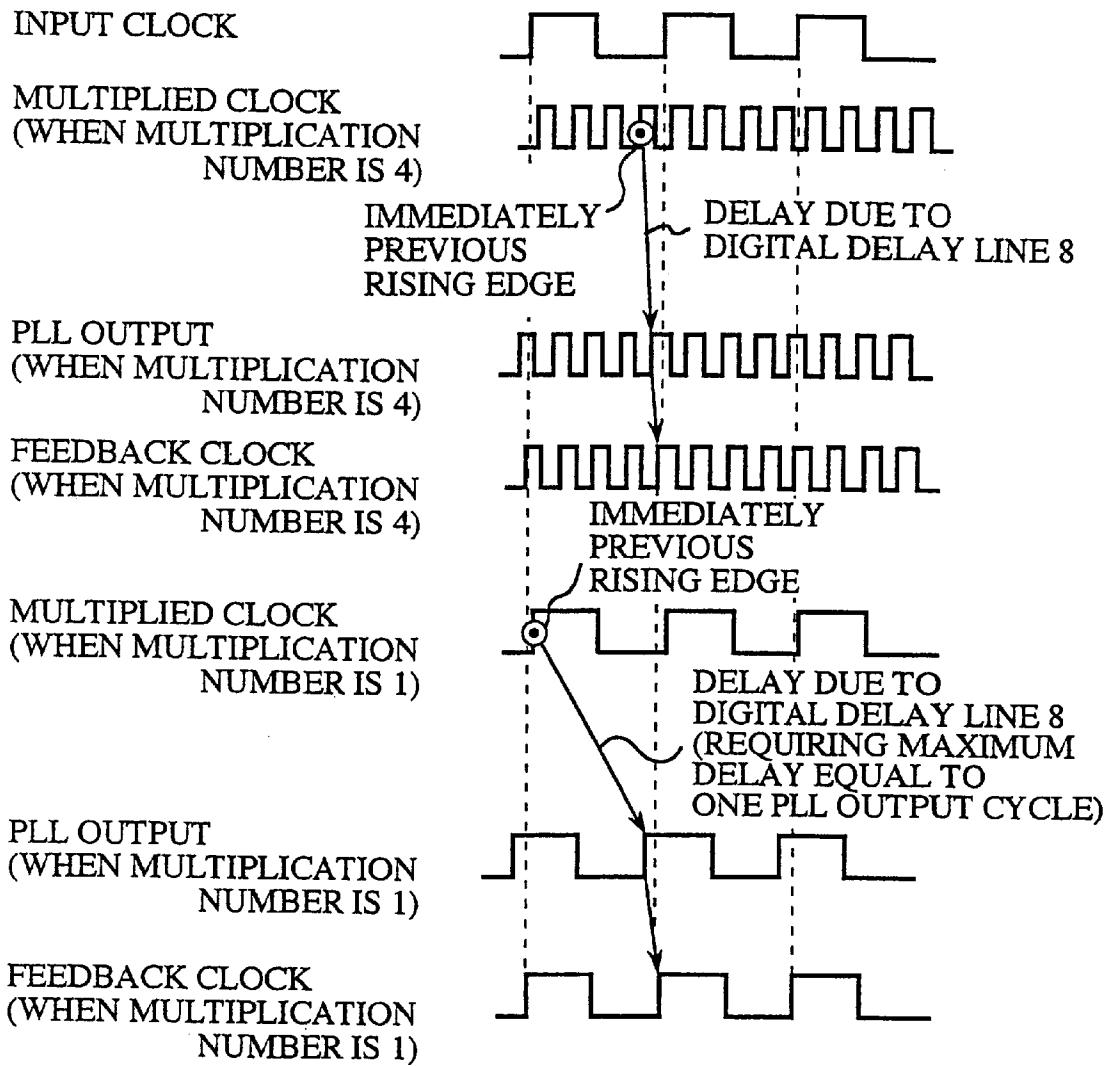 INPUT CLOCK
MULTIPLIED CLOCK
(WHEN MULTIPLICATION
NUMBER IS 4)
IMMEDIATELY
PREVIOUS
RISING EDGE
DELAY DUE TO
DIGITAL DELAY LINE 8
PLL OUTPUT
(WHEN MULTIPLICATION
NUMBER IS 4)
FEEDBACK CLOCK
(WHEN MULTIPLICATION
NUMBER IS 4)
IMMEDIATELY
PREVIOUS
RISING EDGE
MULTIPLIED CLOCK
(WHEN MULTIPLICATION
NUMBER IS 1)
DELAY DUE TO
DIGITAL DELAY LINE 8
(REQUIRING MAXIMUM
DELAY EQUAL TO
ONE PLL OUTPUT CYCLE)
PLL OUTPUT
(WHEN MULTIPLICATION
NUMBER IS 1)
FEEDBACK CLOCK
(WHEN MULTIPLICATION
NUMBER IS 1)